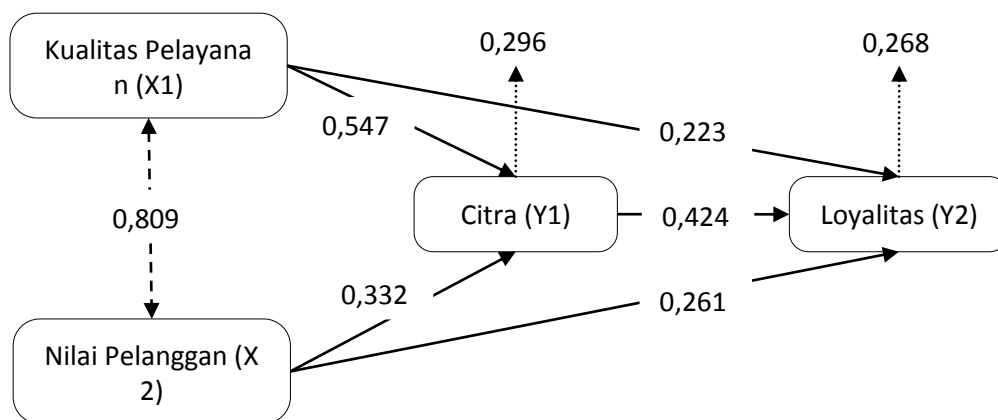 Kualitas Pelayana
n (X1)
0,296
0,268
0,547
0,223
0,809
Citra (Y1)
0,424
Loyalitas (Y2)
0,332
0,261
Nilai Pelanggan (X
2)